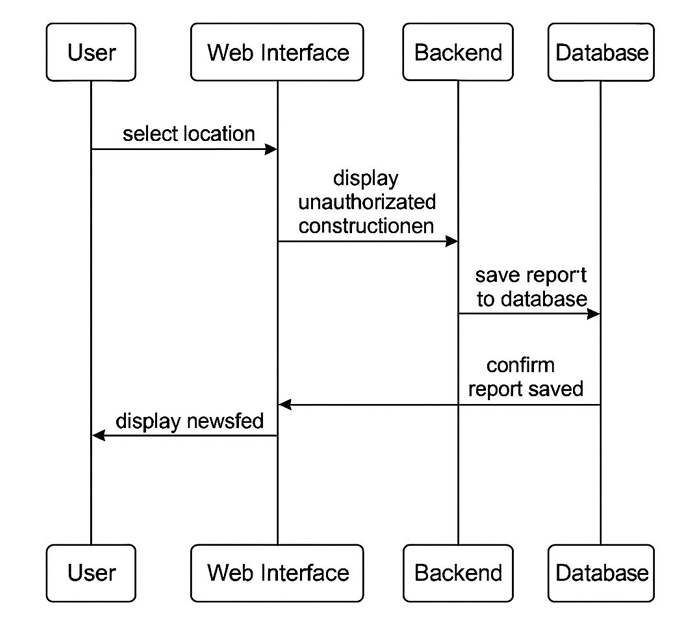 User
Web Interface
Backend
Database
select location
display
unauthorizated
constructionen
save report
to database
confirm
report saved
display newsfed
User
Web Interface
Backend
Database